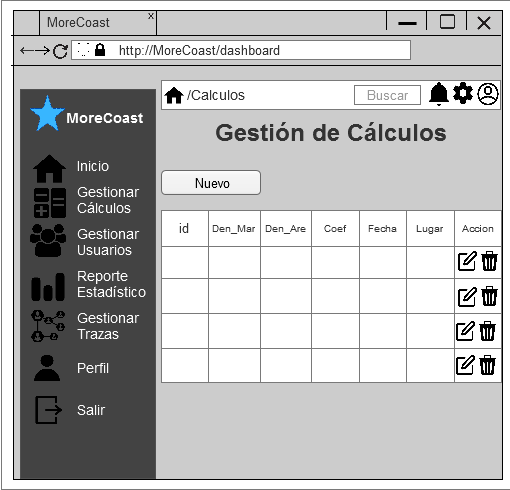 MoreCoast
x
http://MoreCoast/dashboard
MoreCoast
Inicio
Gestionar
Cálculos
Gestionar
Usuarios
Reporte
Estadístico
Gestionar
Trazas
Perfil
Salir
/Calculos
Buscar
Gestión de Cálculos
Nuevo
id Den_Mar Den_Are Coef Fecha Lugar Accion